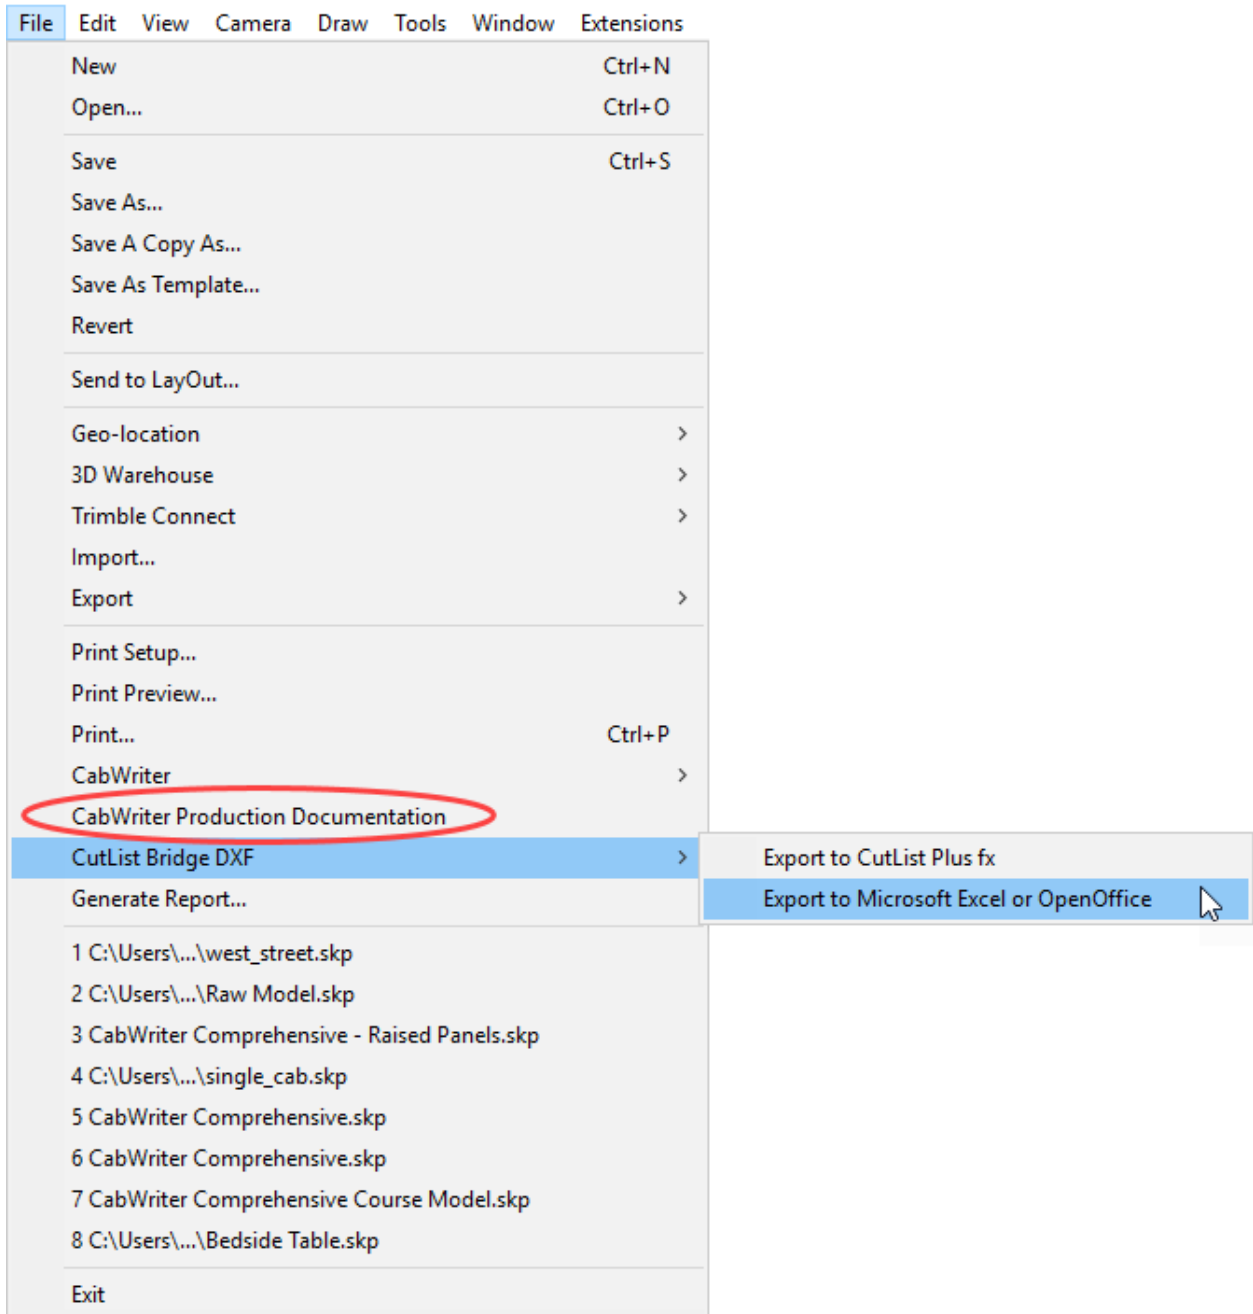 File Edit View Camera Draw Tools Window Extensions
New Ctrl+N
Open... Ctrl+O
Save Ctrl+S
Save As...
Save A Copy As...
Save As Template...
Revert
Send to LayOut...
Geo-location
3D Warehouse
Trimble Connect
Import...
Export
Print Setup...
Print Preview...
Print... Ctrl+P
CabWriter
CabWriter Production Documentation
CutList Bridge DXF
Export to CutList Plus fx
Export to Microsoft Excel or OpenOffice
Generate Report...
1 C:\Users\...\west_street.skp
2 C:\Users\...\Raw Model.skp
3 CabWriter Comprehensive - Raised Panels.skp
4 C:\Users\...\single_cab.skp
5 CabWriter Comprehensive.skp
6 CabWriter Comprehensive.skp
7 CabWriter Comprehensive Course Model.skp
8 C:\Users\...\Bedside Table.skp
Exit